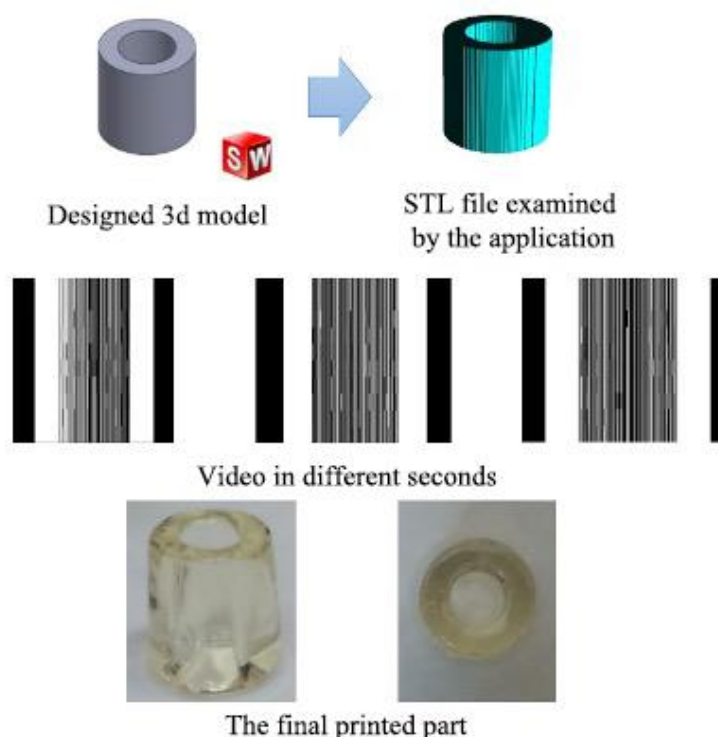 SW
Designed 3d model
STL file examined
by the application
Video in different seconds
The final printed part